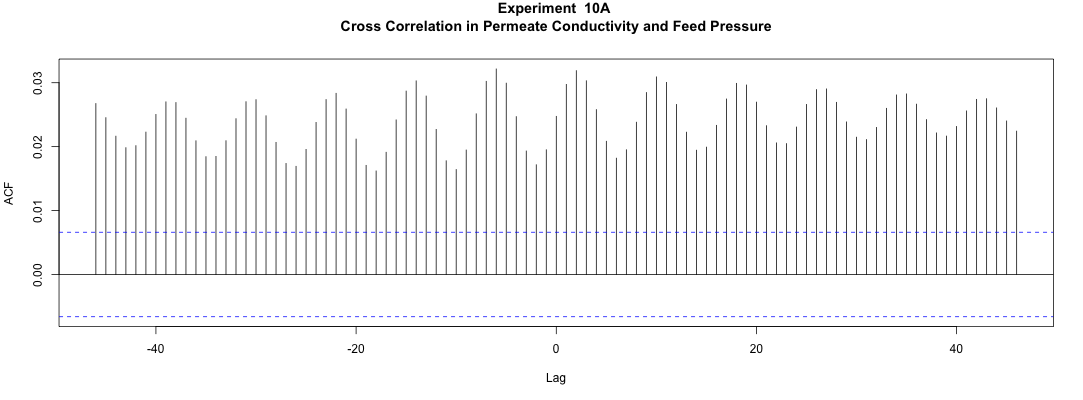 Experiment  10A
Cross Correlation in Permeate Conductivity and Feed Pressure
0.03
0.02
0.01
0.00
ACF
-40
-20
0
20
40
Lag